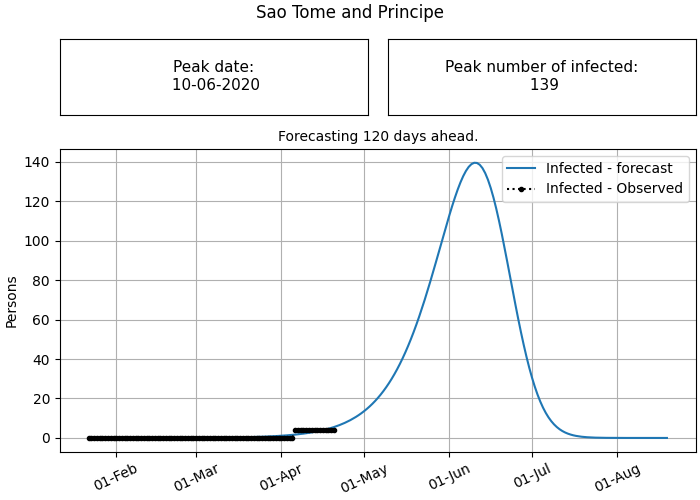 Sao Tome and Principe
Peak date:
10-06-2020
Peak number of infected:
139
Forecasting 120 days ahead.
Infected - forecast
Infected - Observed
Persons
140
120
100
80
60
40
20
0
01-Feb
01-Mar
01-Apr
01-May
01-Jun
01-Jul
01-Aug